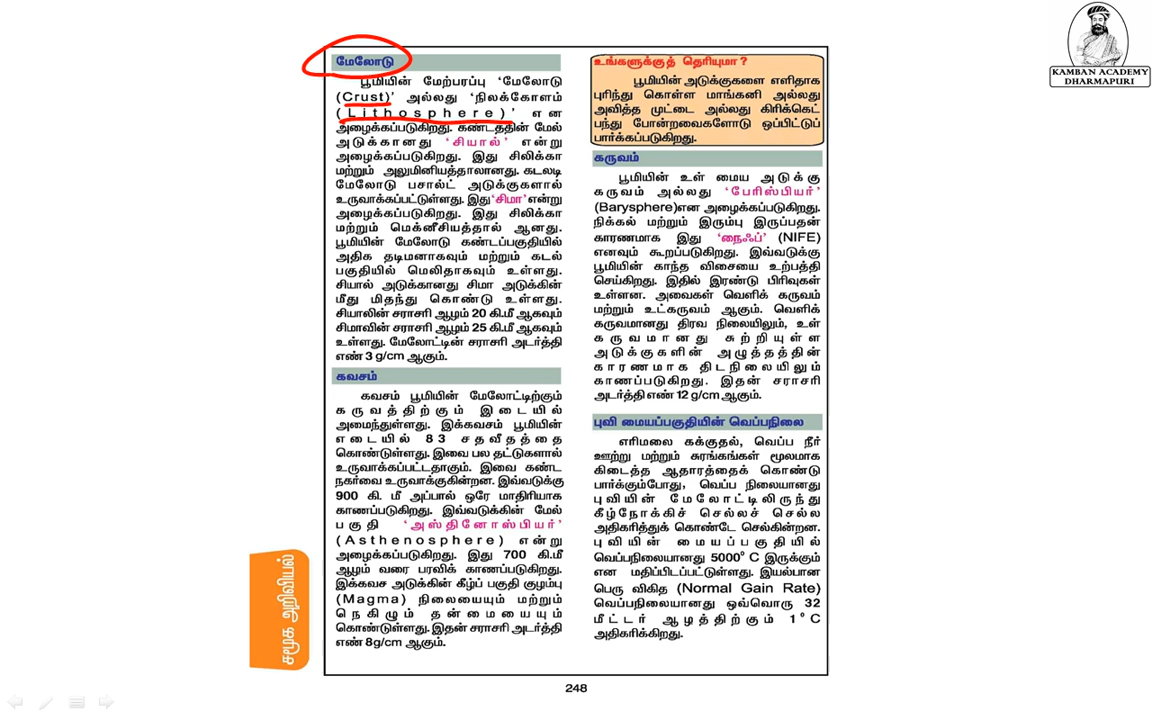 KAMBAN ACADEMY
DHARMAPURI
மேலோடு
பூமியின் மேற்பரப்பு ‘மேலோடு
(Crust)’ அல்லது ‘நிலக்கோளம்
(Lithosphere)’ என
அழைக்கப்படுகிறது. கண்டத்தின் மேல்
அடுக்கானது ‘சியால்’ என்று
அழைக்கப்படுகிறது. இது சிலிக்கா
மற்றும் அலுமினியத்தாலானது. கடலடி
மேலோடு பசால்ட் அடுக்குகளால்
உருவாக்கப்பட்டுள்ளது. இது‘சிமா’என்று
அழைக்கப்படுகிறது. இது சிலிக்கா
மற்றும் மெக்னீசியத்தால் ஆனது.
பூமியின் மேலோடு கண்டப்பகுதியில்
அதிக தடிமனாகவும் மற்றும் கடல்
பகுதியில் மெலிதாகவும் உள்ளது.
சியால் அடுக்கானது சிமா அடுக்கின்
மீது மிதந்து கொண்டு உள்ளது.
சியாலின் சராசரி ஆழம் 20 கி.மீ ஆகவும்
சிமாவின் சராசரி ஆழம் 25 கி.மீ ஆகவும்
உள்ளது. மேலோட்டின் சராசரி அடர்த்தி
எண் 3 g/cm ஆகும்.
கவசம்
கவசம் பூமியின் மேலோட்டிற்கும்
கருவத்திற்கும் இடையில்
அமைந்துள்ளது. இக்கவசம் பூமியின்
எடையில் 83 சதவீதத்தை
கொண்டுள்ளது. இவை பல தட்டுகளால்
உருவாக்கப்பட்டதாகும். இவை கண்ட
நகர்வை உருவாக்குகின்றன. இவ்வடுக்கு
900 கி. மீ அப்பால் ஒரே மாதிரியாக
காணப்படுகிறது. இவ்வடுக்கின் மேல்
பகுதி ‘அஸ்தினோஸ்பியர்’
(Asthenosphere) என்று
அழைக்கப்படுகிறது. இது 700 கி.மீ
ஆழம் வரை பரவிக் காணப்படுகிறது.
இக்கவச அடுக்கின் கீழ்ப் பகுதி குழம்பு
(Magma) நிலையையும் மற்றும்
நெகிழும் தன்மையையும்
கொண்டுள்ளது. இதன் சராசரி அடர்த்தி
எண் 8g/cm ஆகும்.
உங்களுக்குத் தெரியுமா ?
பூமியின் அடுக்குகளை எளிதாக
புரிந்து கொள்ள மாங்கனி அல்லது
அவித்த முட்டை அல்லது கிரிக்கெட்
பந்து போன்றவைகளோடு ஒப்பிட்டுப்
பார்க்கப்படுகிறது.
கருவம்
பூமியின் உள் மைய அடுக்கு
கருவம் அல்லது ‘பேரிஸ்பியர்’
(Barysphere)என அழைக்கப்படுகிறது.
நிக்கல் மற்றும் இரும்பு இருப்பதன்
காரணமாக இது ‘நைஃப்’ (NIFE)
எனவும் கூறப்படுகிறது. இவ்வடுக்கு
பூமியின் காந்த விசையை உற்பத்தி
செய்கிறது. இதில் இரண்டு பிரிவுகள்
உள்ளன. அவைகள் வெளிக் கருவம்
மற்றும் உட்கருவம் ஆகும். வெளிக்
கருவமானது திரவ நிலையிலும், உள்
கருவமானது சுற்றியுள்ள
அடுக்குகளின் அழுத்தத்தின்
காரணமாக திடநிலையிலும்
காணப்படுகிறது. இதன் சராசரி
அடர்த்தி எண் 12 g/cm ஆகும்.
புவி மையப்பகுதியின் வெப்பநிலை
எரிமலை கக்குதல், வெப்ப நீர்
ஊற்று மற்றும் சுரங்கங்கள் மூலமாக
கிடைத்த ஆதாரத்தைக் கொண்டு
பார்க்கும்போது, வெப்ப நிலையானது
புவியின் மேலோட்டிலிருந்து
கீழ்நோக்கிச் செல்லச் செல்ல
அதிகரித்துக் கொண்டே செல்கின்றன.
புவியின் மையப்பகுதியில்
வெப்பநிலையானது 5000° C இருக்கும்
என மதிப்பிடப்பட்டுள்ளது. இயல்பான
பெரு விகித (Normal Gain Rate)
வெப்பநிலையானது ஒவ்வொரு 32
மீட்டர் ஆழத்திற்கும் 1°C
அதிகரிக்கிறது.
சமூக அறிவியல்
248